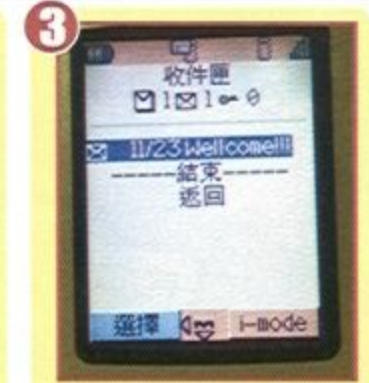 3
收件匣
1 1 0
11/23 Wellcome!!!
-----結束-----
返回
選擇 i-mode